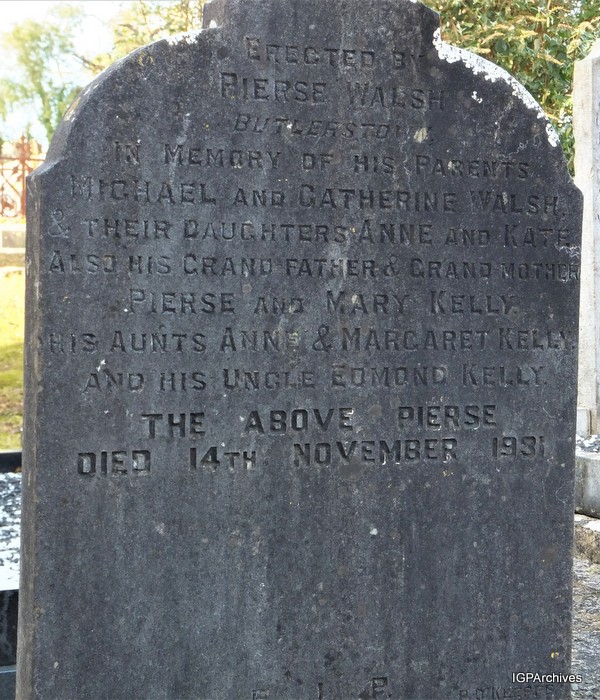 ERECTED BY
PIERSE WALSH
BUTLERSTOWN.
IN MEMORY OF HIS PARENTS
MICHAEL AND CATHERINE WALSH,
& THEIR DAUGHTERS ANNE AND KATE
ALSO HIS GRAND FATHER & GRAND MOTHER
PIERSE AND MARY KELLY.
HIS AUNTS ANNE & MARGARET KELLY
AND HIS UNCLE EDMOND KELLY.
THE ABOVE PIERSE
DIED 14TH NOVEMBER 1931
IGPArchives